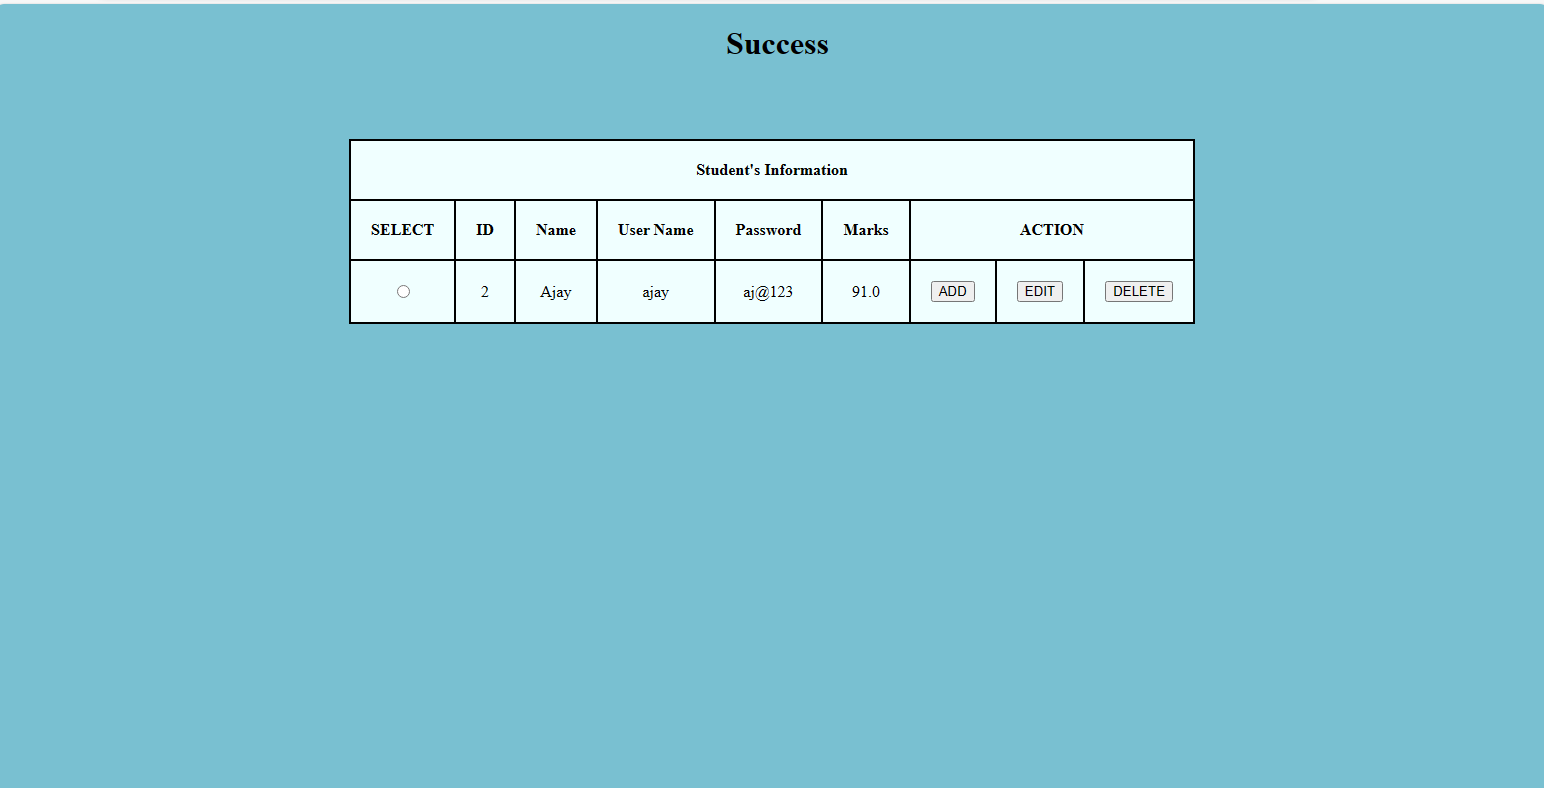 Success
Student's Information
SELECT ID Name User Name Password Marks ACTION
2 Ajay ajay aj@123 91.0 ADD EDIT DELETE